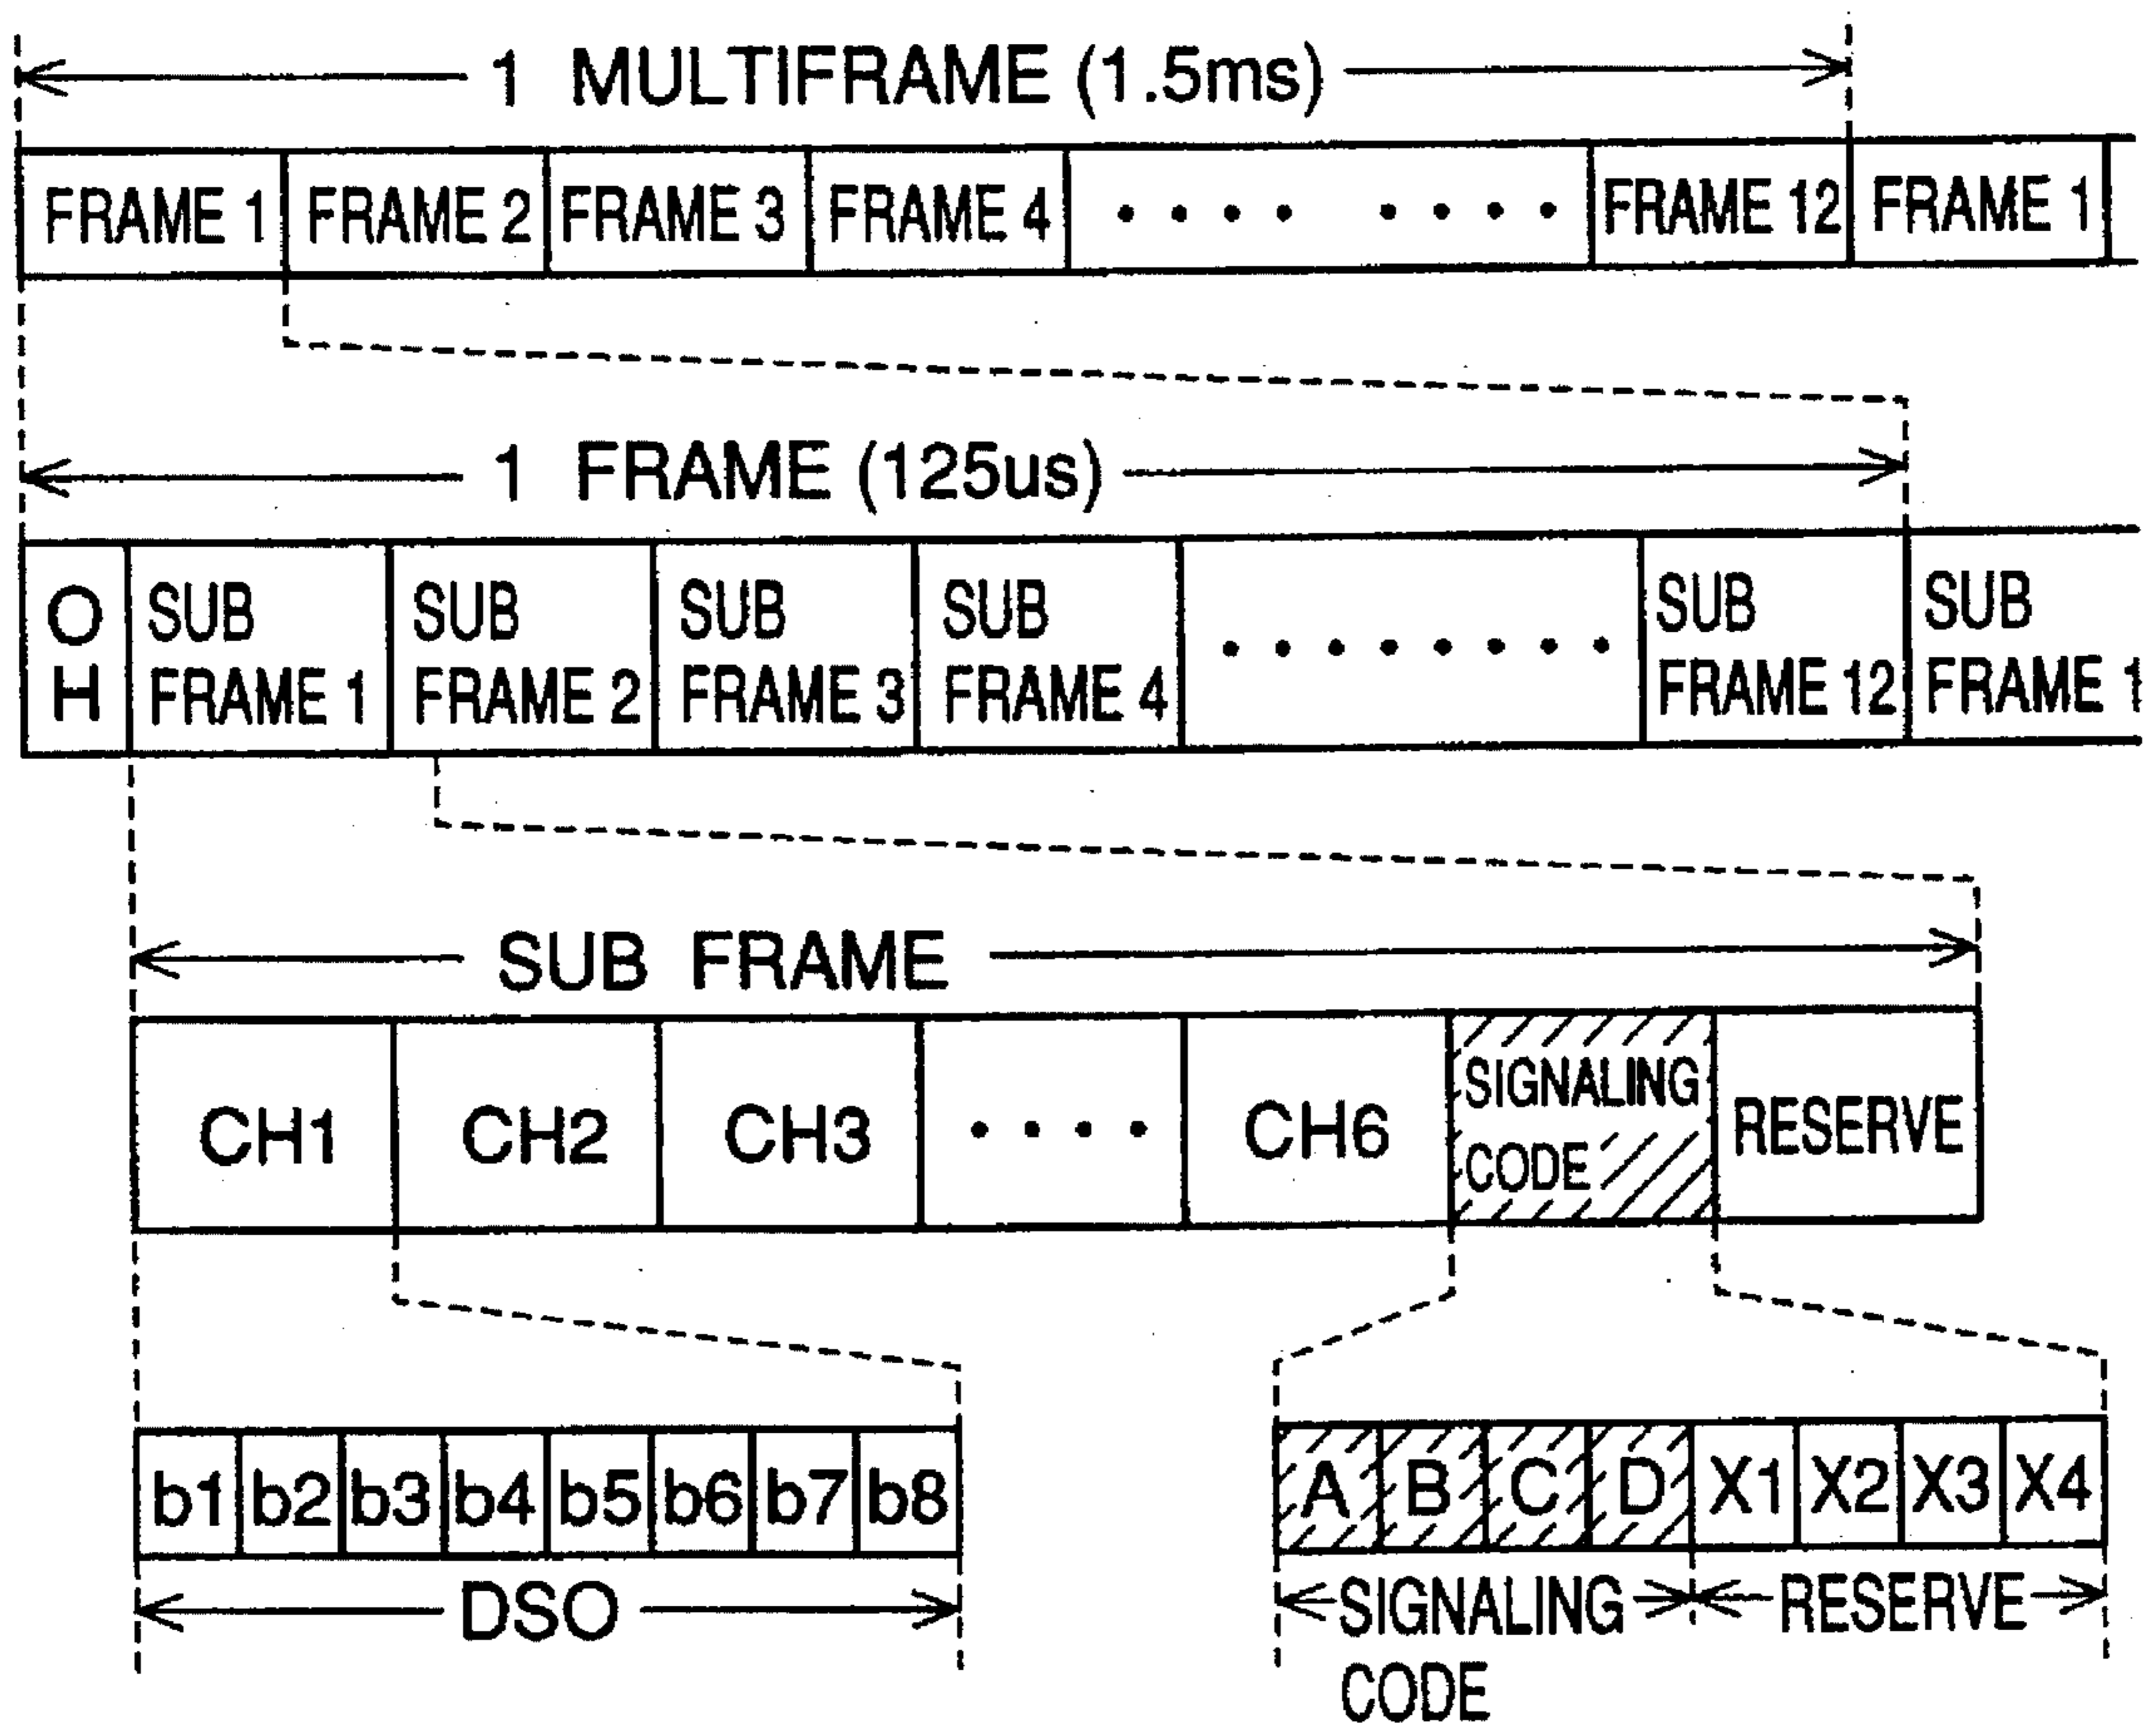 1 MULTIFRAME (1.5ms)
FRAME 1 FRAME 2 FRAME 3 FRAME 4 • • • • • • • • FRAME 12 FRAME 1
1 FRAME (125us)
O SUB SUB SUB SUB • • • • • • • • SUB SUB
H FRAME 1 FRAME 2 FRAME 3 FRAME 4 FRAME 12 FRAME 1
SUB FRAME
CH1 CH2 CH3 • • • • CH6 SIGNALING CODE RESERVE
b1 b2 b3 b4 b5 b6 b7 b8 A B C D X1 X2 X3 X4
DSO SIGNALING RESERVE
CODE